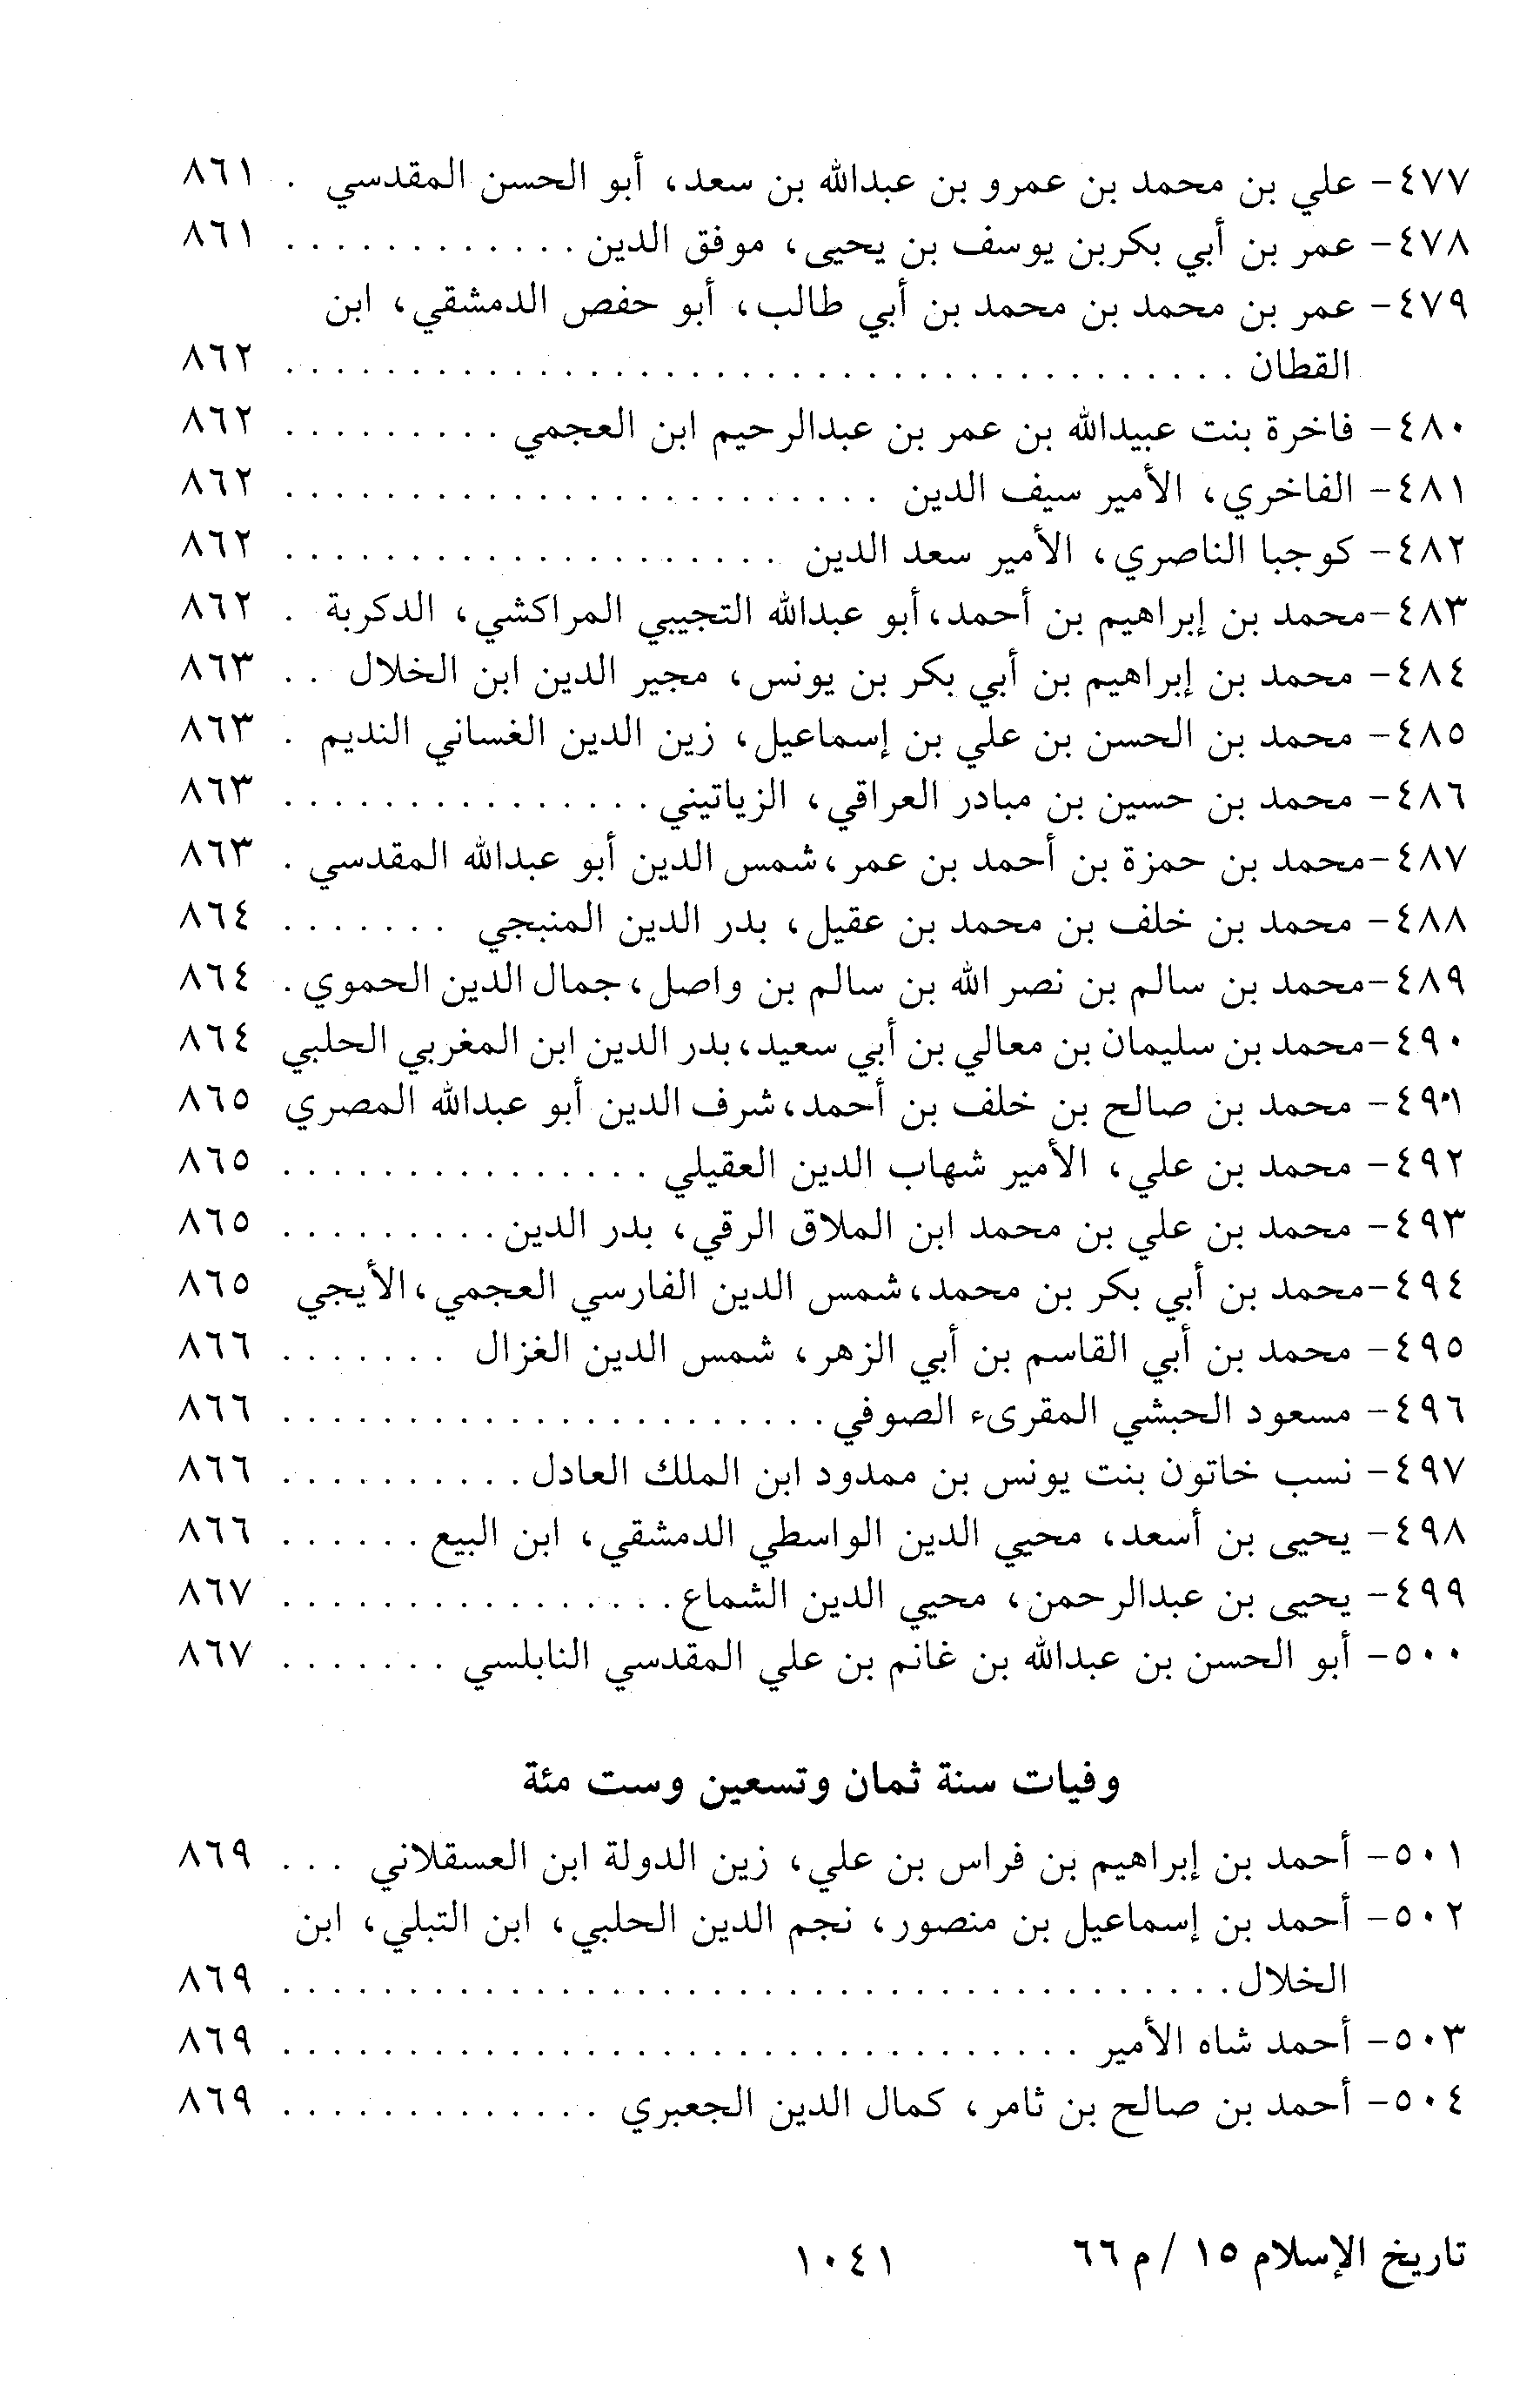 ٤٧٧- علي بن محمد بن عمرو بن عبدالله بن سعد، أبو الحسن المقدسي . ٨٦١
٤٧٨- عمر بن أبي بكربن يوسف بن يحيى، موفق الدين . . . . . . . . . . . . ٨٦١
٤٧٩- عمر بن محمد بن محمد بن أبي طالب، أبو حفص الدمشقي، ابن
القطان . . . . . . . . . . . . . . . . . . . . . . . . . . . . . . . . . . . . . ٨٦٢
٤٨٠- فاخرة بنت عبيدالله بن عمر بن عبدالرحيم ابن العجمي . . . . . . . . . ٨٦٢
٤٨١- الفاخري، الأمير سيف الدين . . . . . . . . . . . . . . . . . . . . . . . ٨٦٢
٤٨٢- كوجبا الناصري، الأمير سعد الدين . . . . . . . . . . . . . . . . . . . . ٨٦٢
٤٨٣-محمد بن إبراهيم بن أحمد،أبو عبدالله التجيبي المراكشي، الدكربة . ٨٦٢
٤٨٤- محمد بن إبراهيم بن أبي بكر بن يونس، مجير الدين ابن الخلال . . ٨٦٣
٤٨٥- محمد بن الحسن بن علي بن إسماعيل، زين الدين الغساني النديم . ٨٦٣
٤٨٦- محمد بن حسين بن مبادر العراقي، الزياتيني . . . . . . . . . . . . . . . ٨٦٣
٤٨٧-محمد بن حمزة بن أحمد بن عمر،شمس الدين أبو عبدالله المقدسي . ٨٦٣
٤٨٨- محمد بن خلف بن محمد بن عقيل، بدر الدين المنبجي . . . . . . . ٨٦٤
٤٨٩-محمد بن سالم بن نصر الله بن سالم بن واصل،جمال الدين الحموي . ٨٦٤
٤٩٠-محمد بن سليمان بن معالي بن أبي سعيد،بدر الدين ابن المغربي الحلبي ٨٦٤
٤٩١- محمد بن صالح بن خلف بن أحمد،شرف الدين أبو عبدالله المصري ٨٦٥
٤٩٢- محمد بن علي، الأمير شهاب الدين العقيلي . . . . . . . . . . . . . . . ٨٦٥
٤٩٣- محمد بن علي بن محمد ابن الملاق الرقي، بدر الدين . . . . . . . . . ٨٦٥
٤٩٤-محمد بن أبي بكر بن محمد،شمس الدين الفارسي العجمي،الأيجي ٨٦٥
٤٩٥- محمد بن أبي القاسم بن أبي الزهر، شمس الدين الغزال . . . . . . . ٨٦٦
٤٩٦- مسعود الحبشي المقرىء الصوفي . . . . . . . . . . . . . . . . . . . . . . ٨٦٦
٤٩٧- نسب خاتون بنت يونس بن ممدود ابن الملك العادل . . . . . . . . . . ٨٦٦
٤٩٨- يحيى بن أسعد، محيي الدين الواسطي الدمشقي، ابن البيع . . . . . . ٨٦٦
٤٩٩- يحيى بن عبدالرحمن، محيي الدين الشماع . . . . . . . . . . . . . . . . ٨٦٧
٥٠٠- أبو الحسن بن عبدالله بن غانم بن علي المقدسي النابلسي . . . . . . . ٨٦٧
وفيات سنة ثمان وتسعين وست مئة
٥٠١- أحمد بن إبراهيم بن فراس بن علي، زين الدولة ابن العسقلاني . . . ٨٦٩
٥٠٢- أحمد بن إسماعيل بن منصور، نجم الدين الحلبي، ابن التبلي، ابن
الخلال . . . . . . . . . . . . . . . . . . . . . . . . . . . . . . . . . . . . . ٨٦٩
٥٠٣- أحمد شاه الأمير . . . . . . . . . . . . . . . . . . . . . . . . . . . . . . . ٨٦٩
٥٠٤- أحمد بن صالح بن ثامر، كمال الدين الجعبري . . . . . . . . . . . . . ٨٦٩
تاريخ الإسلام ١٥ / م ٦٦ ١٠٤١